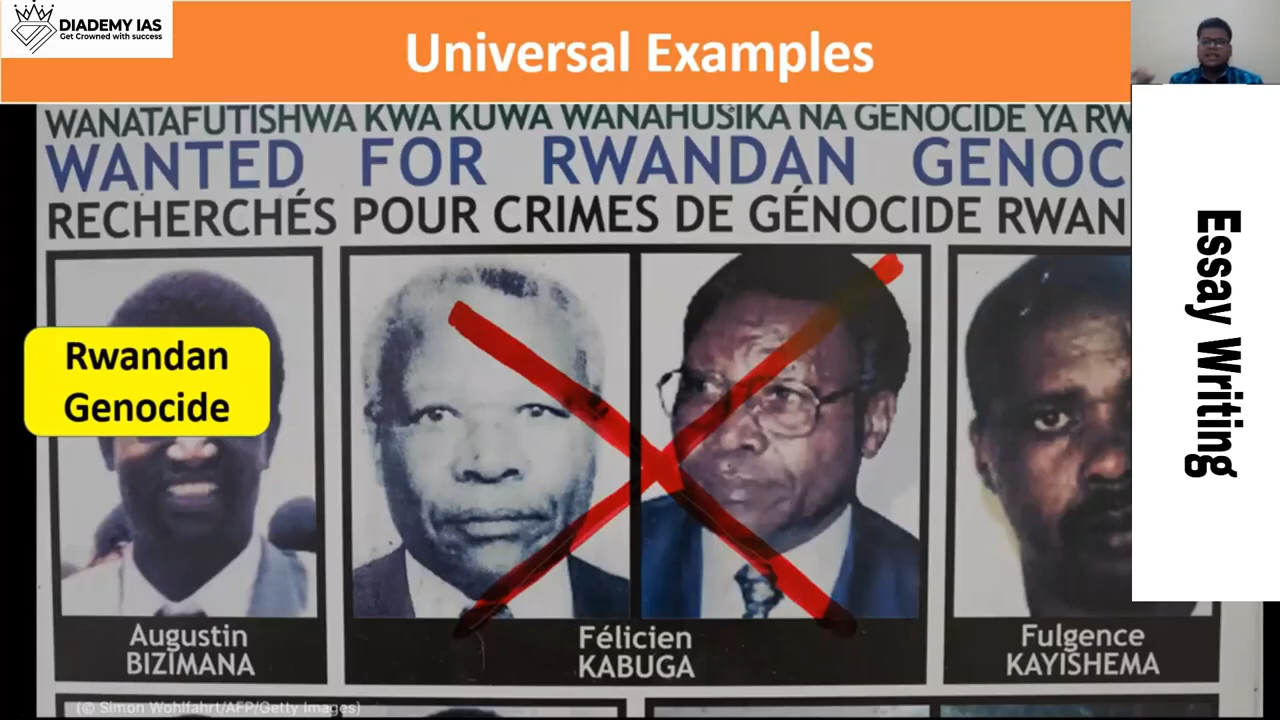 DIADEMY IAS
Get Crowned with success
Universal Examples
WANATAFUTISHWA KWA KUWA WANAHUSIKA NA GENOCIDE YA RW
WANTED FOR RWANDAN GENOC
RECHERCHÉS POUR CRIMES DE GÉNOCIDE RWAN
Rwandan
Genocide
Augustin
BIZIMANA
Félicien
KABUGA
Fulgence
KAYISHEMA
(© Simon Wohlfahrt/AFP/Getty Images)
Essay Writing